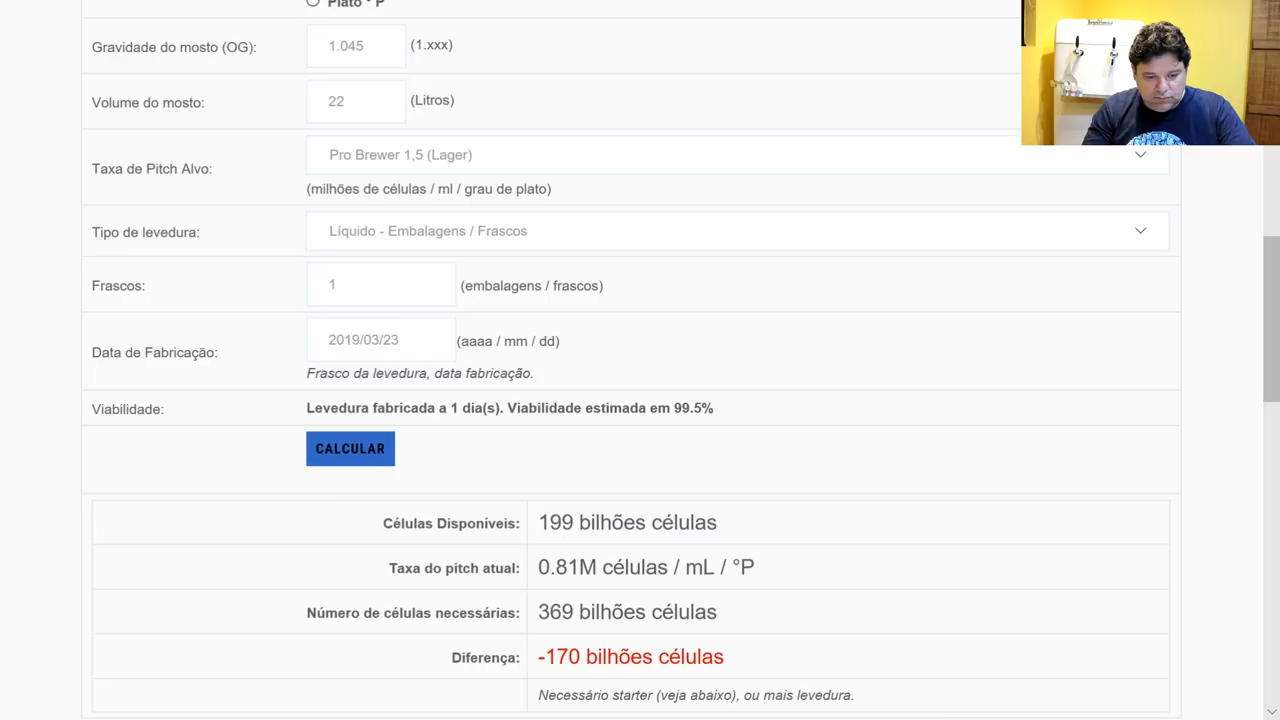 Plato ° P
Gravidade do mosto (OG): 1.045 (1.xxx)
Volume do mosto: 22 (Litros)
Taxa de Pitch Alvo: Pro Brewer 1,5 (Lager)
(milhões de células / ml / grau de plato)
Tipo de levedura: Líquido - Embalagens / Frascos
Frascos: 1 (embalagens / frascos)
Data de Fabricação: 2019/03/23 (aaaa / mm / dd)
Frasco da levedura, data fabricação.
Viabilidade: Levedura fabricada a 1 dia(s). Viabilidade estimada em 99.5%
CALCULAR
Células Disponíveis: 199 bilhões células
Taxa do pitch atual: 0.81M células / mL / °P
Número de células necessárias: 369 bilhões células
Diferença: -170 bilhões células
Necessário starter (veja abaixo), ou mais levedura.